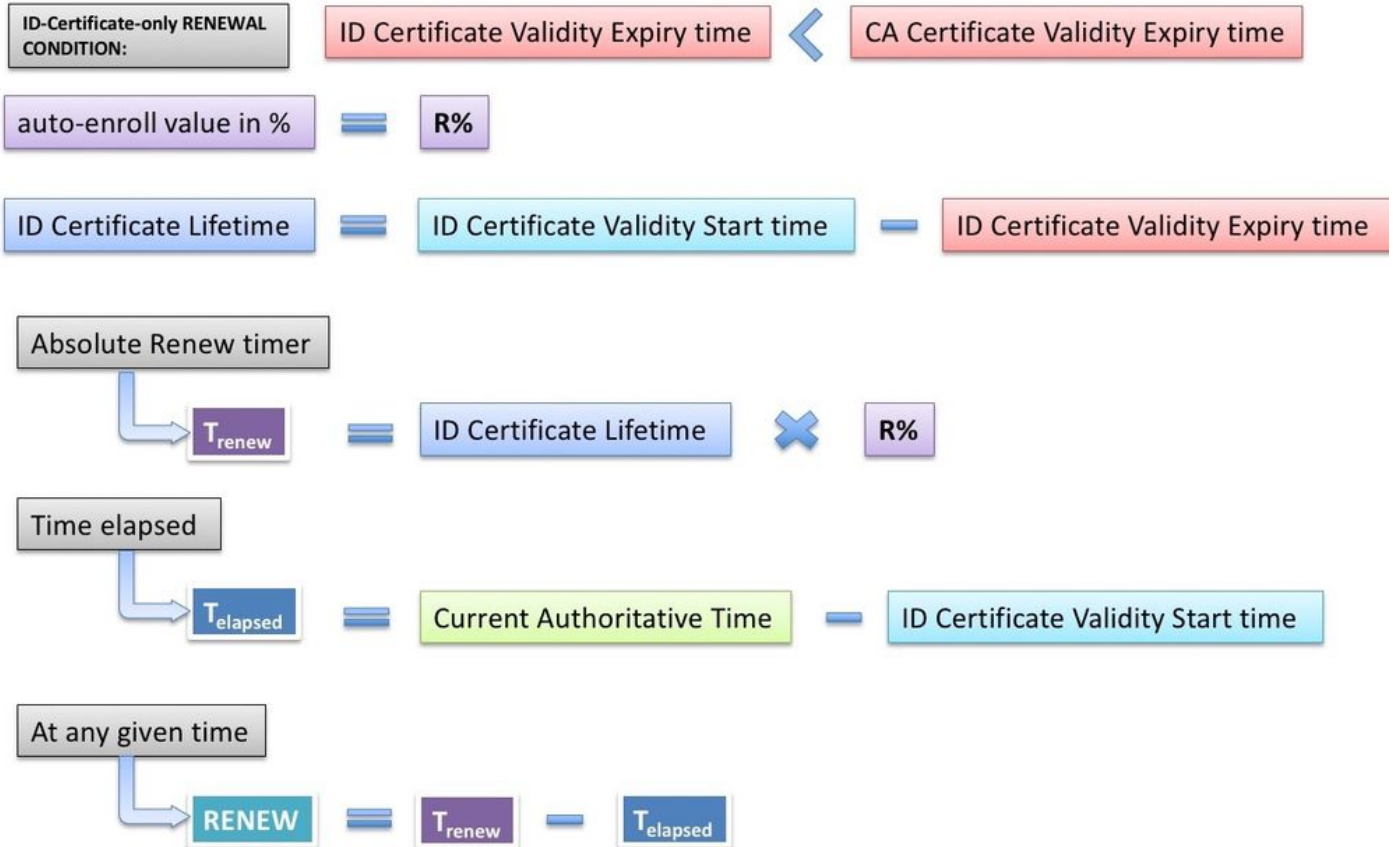 ID-Certificate-only RENEWAL
CONDITION:
ID Certificate Validity Expiry time < CA Certificate Validity Expiry time
auto-enroll value in % = R%
ID Certificate Lifetime = ID Certificate Validity Start time − ID Certificate Validity Expiry time
Absolute Renew timer
Trenew = ID Certificate Lifetime × R%
Time elapsed
Telapsed = Current Authoritative Time − ID Certificate Validity Start time
At any given time
RENEW = Trenew − Telapsed